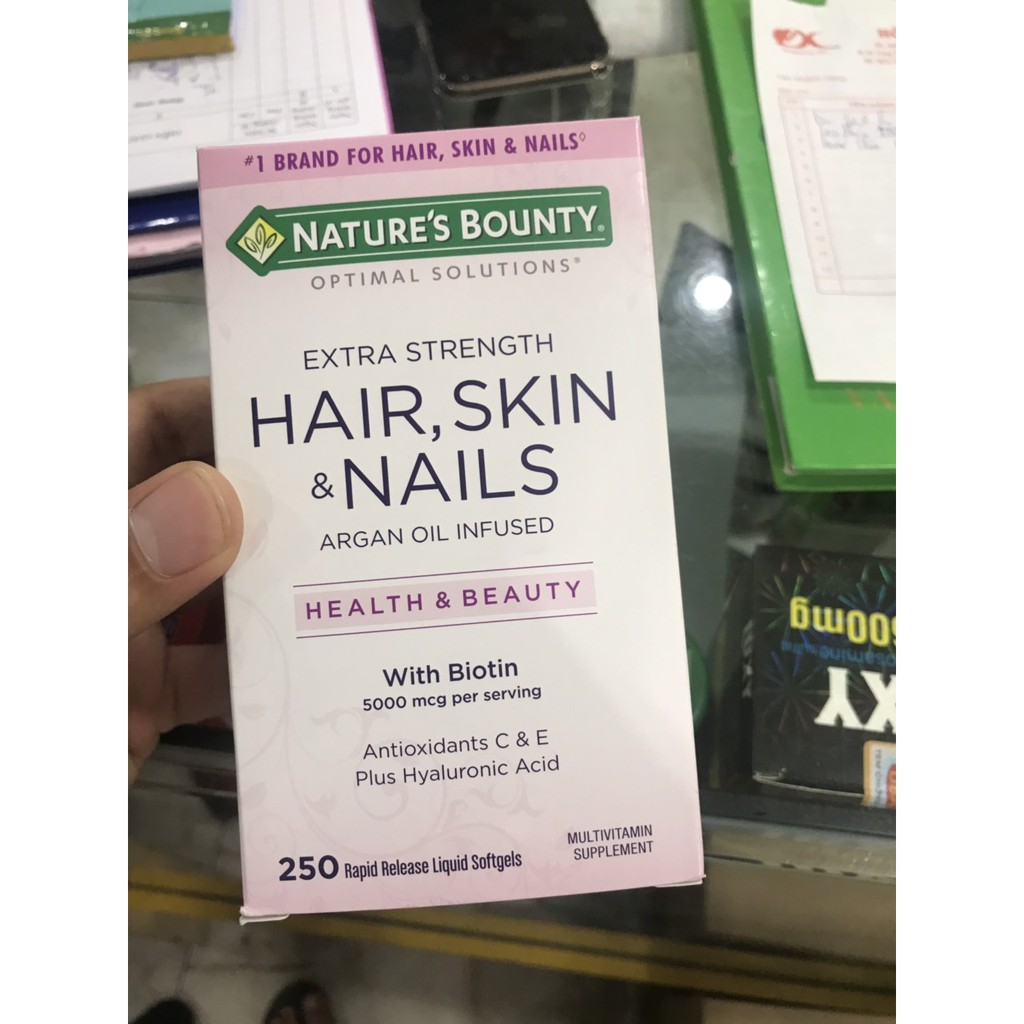 #1 BRAND FOR HAIR, SKIN & NAILS◊
NATURE'S BOUNTY®
OPTIMAL SOLUTIONS®
EXTRA STRENGTH
HAIR, SKIN
& NAILS
ARGAN OIL INFUSED
HEALTH & BEAUTY
With Biotin
5000 mcg per serving
Antioxidants C & E
Plus Hyaluronic Acid
250 Rapid Release Liquid Softgels
MULTIVITAMIN
SUPPLEMENT
500mg